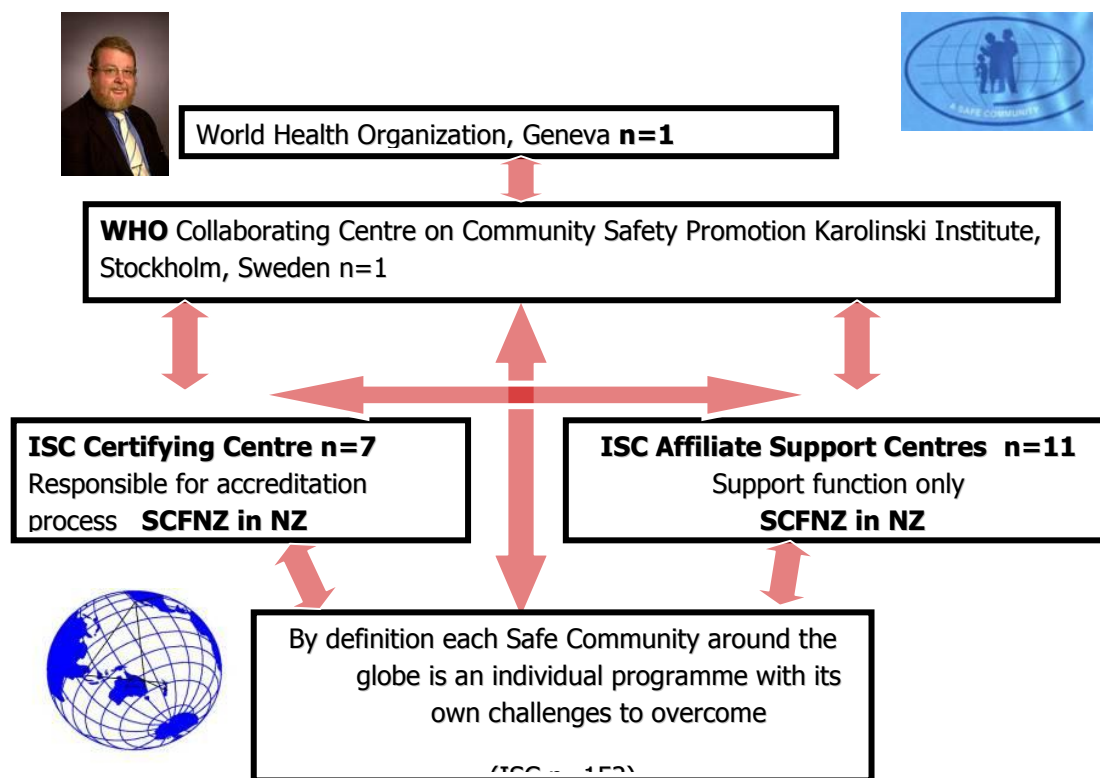 A SAFE COMMUNITY
World Health Organization, Geneva n=1
WHO Collaborating Centre on Community Safety Promotion Karolinski Institute,
Stockholm, Sweden n=1
ISC Certifying Centre n=7
Responsible for accreditation
process SCFNZ in NZ
ISC Affiliate Support Centres n=11
Support function only
SCFNZ in NZ
By definition each Safe Community around the
globe is an individual programme with its
own challenges to overcome